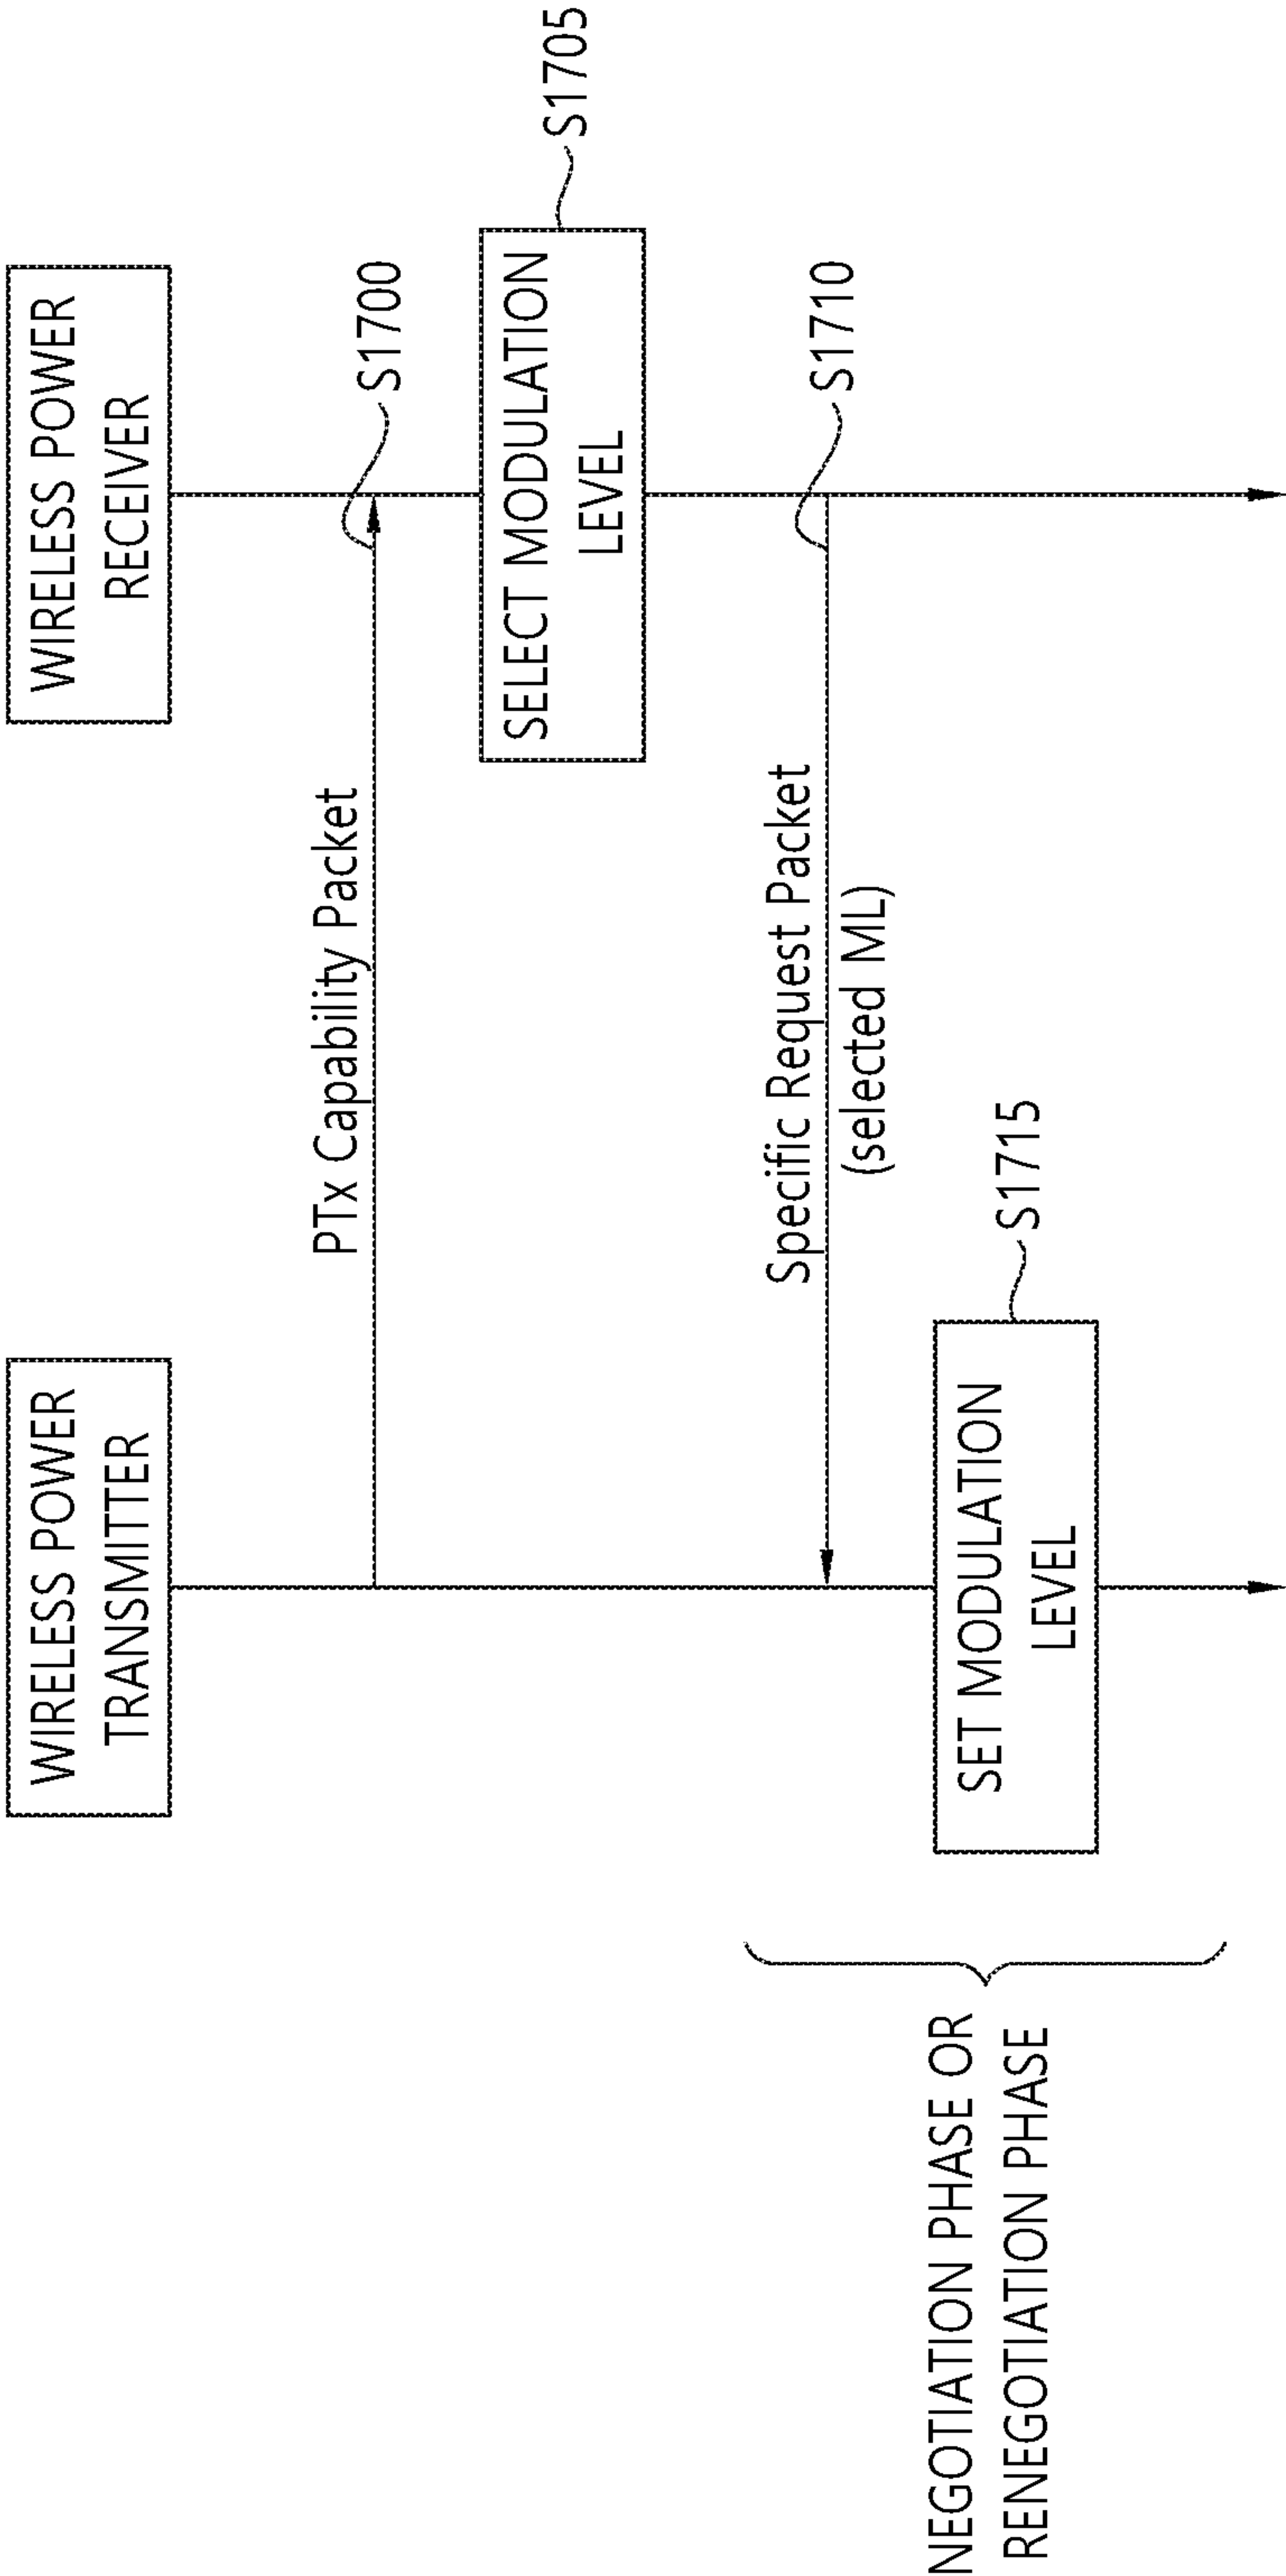 WIRELESS POWER
TRANSMITTER
WIRELESS POWER
RECEIVER
PTx Capability Packet
S1700
SELECT MODULATION
LEVEL
S1705
Specific Request Packet
(selected ML)
S1710
NEGOTIATION PHASE OR
RENEGOTIATION PHASE
SET MODULATION
LEVEL
S1715